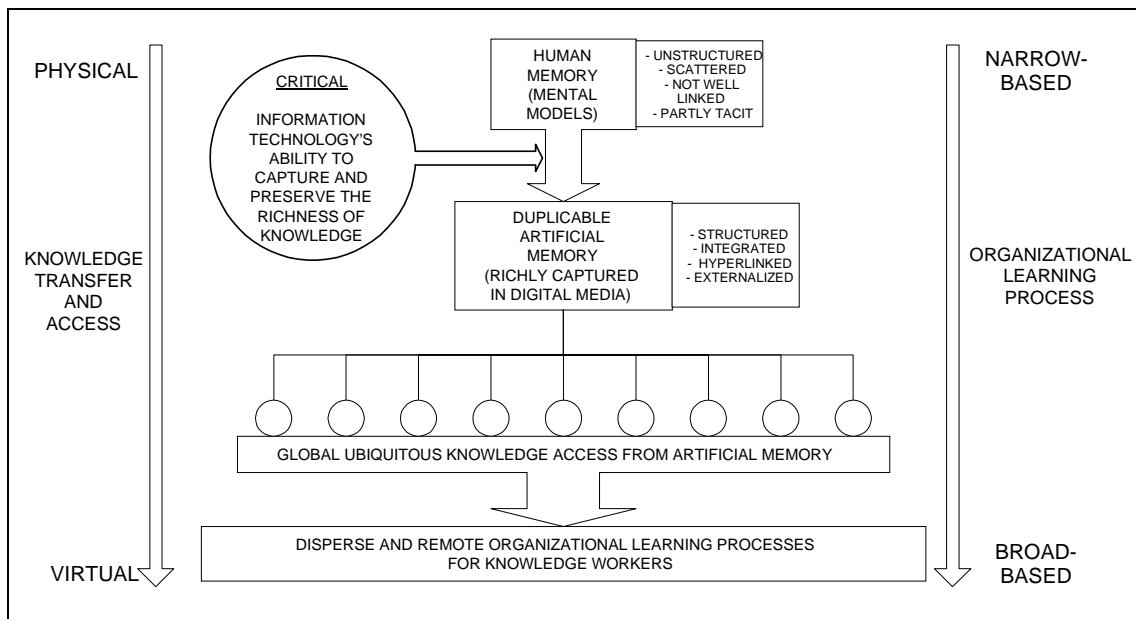 PHYSICAL
KNOWLEDGE
TRANSFER
AND
ACCESS
VIRTUAL
CRITICAL
INFORMATION
TECHNOLOGY'S
ABILITY TO
CAPTURE AND
PRESERVE THE
RICHNESS OF
KNOWLEDGE
HUMAN
MEMORY
(MENTAL
MODELS)
- UNSTRUCTURED
- SCATTERED
- NOT WELL
LINKED
- PARTLY TACIT
DUPLICABLE
ARTIFICIAL
MEMORY
(RICHLY CAPTURED
IN DIGITAL MEDIA)
- STRUCTURED
- INTEGRATED
- HYPERLINKED
- EXTERNALIZED
GLOBAL UBIQUITOUS KNOWLEDGE ACCESS FROM ARTIFICIAL MEMORY
DISPERSE AND REMOTE ORGANIZATIONAL LEARNING PROCESSES
FOR KNOWLEDGE WORKERS
NARROW-
BASED
ORGANIZATIONAL
LEARNING
PROCESS
BROAD-
BASED